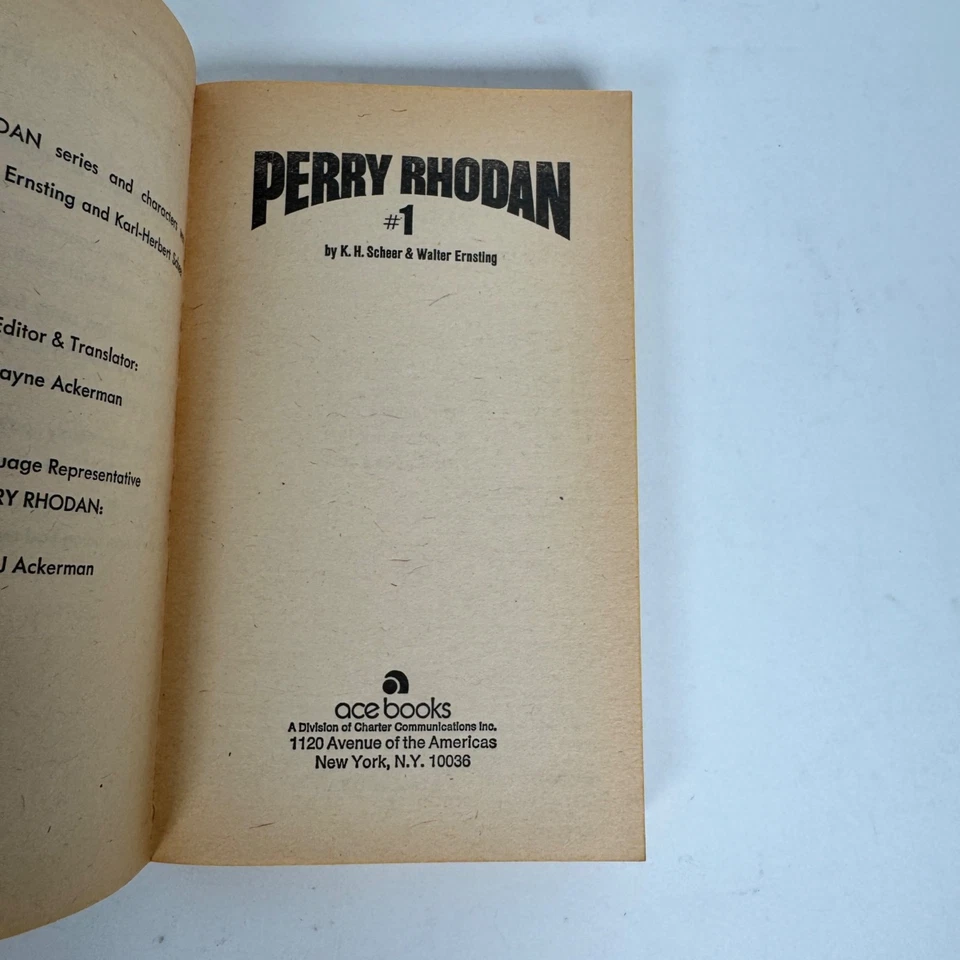 DAN series and characters
Ernsting and Karl-Herbert
Editor & Translator:
ayne Ackerman
uage Representative
RY RHODAN:
J Ackerman
PERRY RHODAN
#1
by K. H. Scheer & Walter Ernsting
ace books
A Division of Charter Communications Inc.
1120 Avenue of the Americas
New York, N.Y. 10036